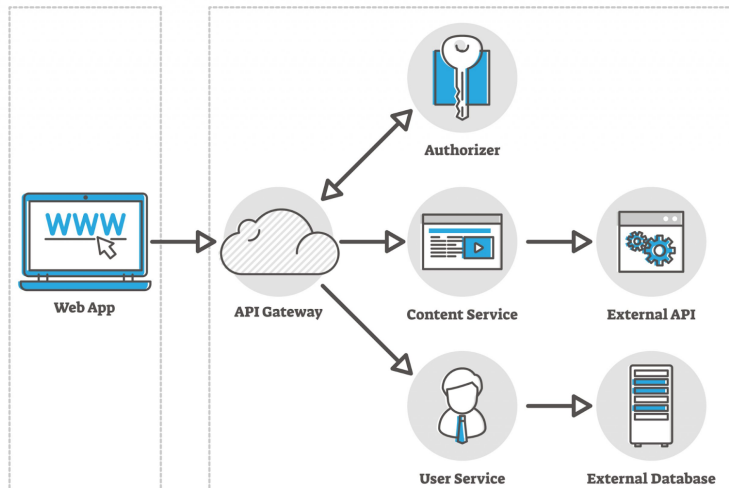 Authorizer
WWW
Web App
API Gateway
Content Service
External API
User Service
External Database